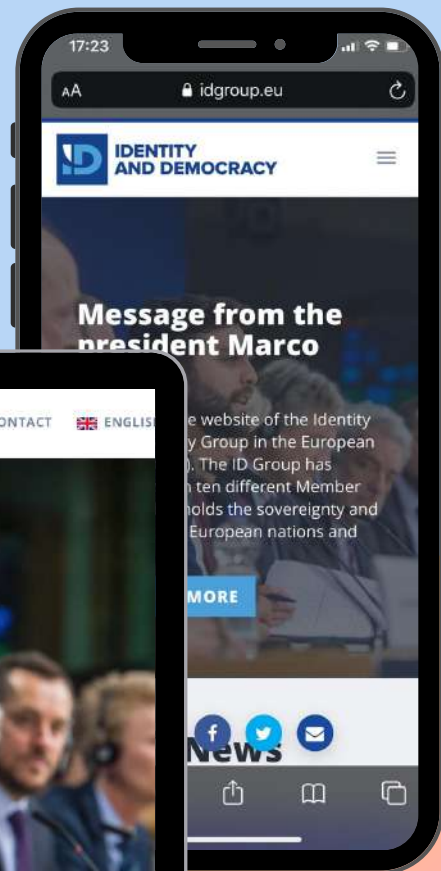 17:23
AA
idgroup.eu
IDENTITY
AND DEMOCRACY
Message from the
president Marco
e website of the Identity
y Group in the European
). The ID Group has
ten different Member
holds the sovereignty and
European nations and
MORE
News
ONTACT
ENGLIS